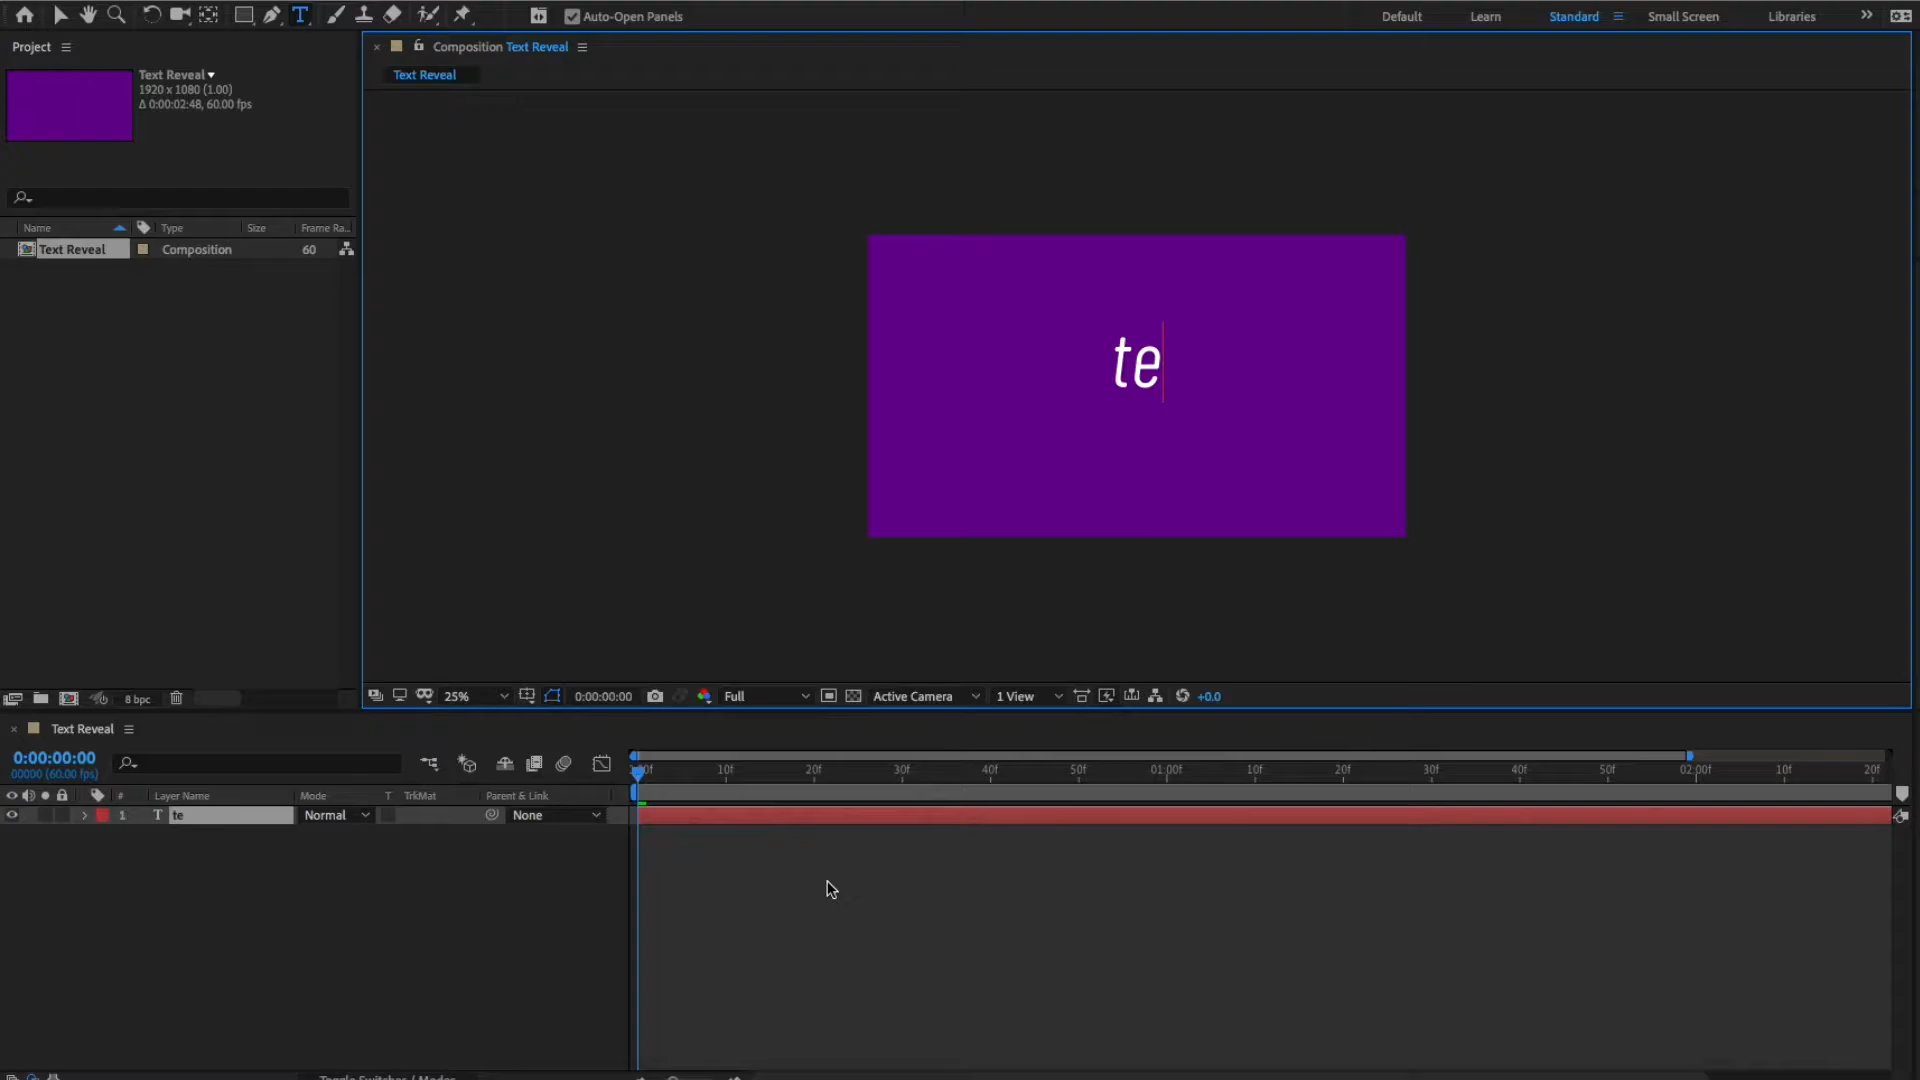 Auto-Open Panels
Default
Learn
Standard
Small Screen
Libraries
Project
Composition Text Reveal
Text Reveal
Text Reveal
1920 x 1080 (1.00)
Δ 0:00:02:48, 60.00 fps
Name
Type
Size
Frame Ra...
Text Reveal
Composition
60
te
8 bpc
25%
0:00:00:00
Full
Active Camera
1 View
+0.0
Text Reveal
0:00:00:00
00000 (60.00 fps)
10f
20f
30f
40f
50f
01:00f
10f
20f
30f
40f
50f
02:00f
10f
20f
#
Layer Name
Mode
T
TrkMat
Parent & Link
1
T
te
Normal
None